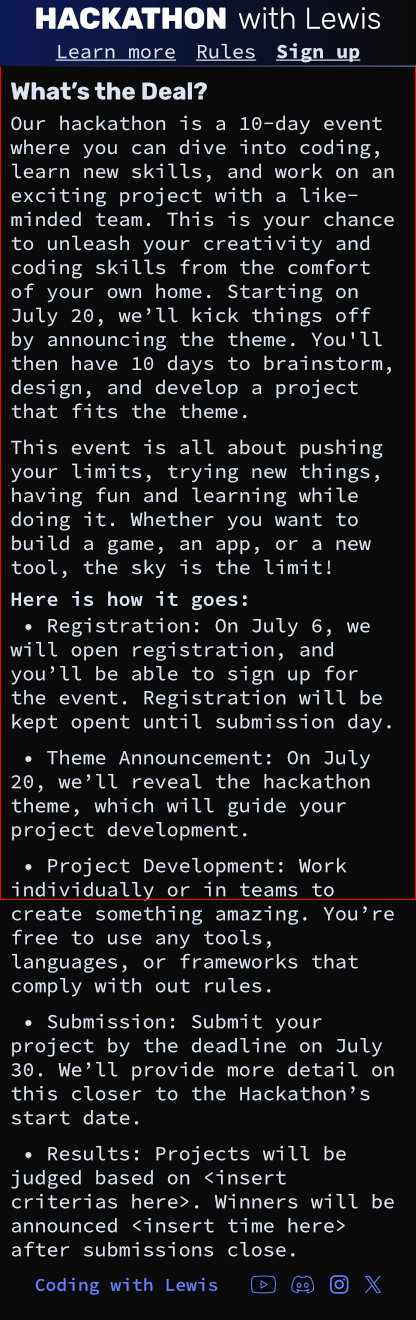 HACKATHON with Lewis
Learn more Rules Sign up
What's the Deal?
Our hackathon is a 10-day event
where you can dive into coding,
learn new skills, and work on an
exciting project with a like-
minded team. This is your chance
to unleash your creativity and
coding skills from the comfort
of your own home. Starting on
July 20, we’ll kick things off
by announcing the theme. You'll
then have 10 days to brainstorm,
design, and develop a project
that fits the theme.
This event is all about pushing
your limits, trying new things,
having fun and learning while
doing it. Whether you want to
build a game, an app, or a new
tool, the sky is the limit!
Here is how it goes:
• Registration: On July 6, we
will open registration, and
you’ll be able to sign up for
the event. Registration will be
kept opent until submission day.
• Theme Announcement: On July
20, we’ll reveal the hackathon
theme, which will guide your
project development.
• Project Development: Work
individually or in teams to
create something amazing. You’re
free to use any tools,
languages, or frameworks that
comply with out rules.
• Submission: Submit your
project by the deadline on July
30. We’ll provide more detail on
this closer to the Hackathon’s
start date.
• Results: Projects will be
judged based on <insert
criterias here>. Winners will be
announced <insert time here>
after submissions close.
Coding with Lewis